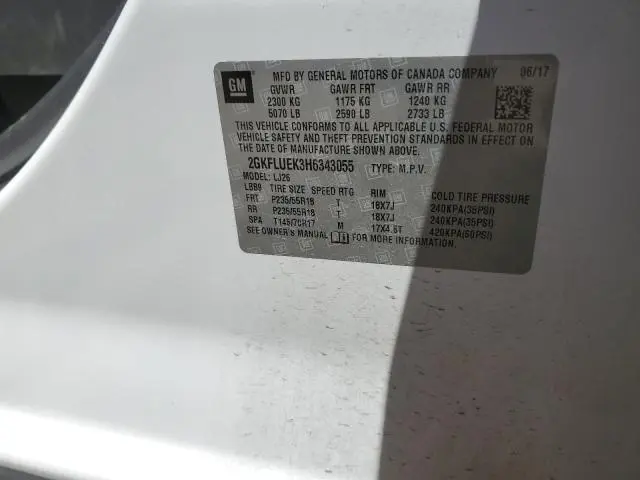 GM
MFD BY GENERAL MOTORS OF CANADA COMPANY 06/17
GVWR GAWR FRT GAWR RR
2300 KG 1175 KG 1240 KG
5070 LB 2590 LB 2733 LB
THIS VEHICLE CONFORMS TO ALL APPLICABLE U.S. FEDERAL MOTOR
VEHICLE SAFETY AND THEFT PREVENTION STANDARDS IN EFFECT ON
THE DATE OF MANUFACTURE SHOWN ABOVE.
2GKFLUEK3H6343055 TYPE: M.P.V.
MODEL: LJ26
LBB9 TIRE SIZE SPEED RTG RIM COLD TIRE PRESSURE
FRT P235/55R18 T 18X7J 240KPA(35PSI)
RR P235/55R18 T 18X7J 240KPA(35PSI)
SPA T145/70R17 M 17X4.5T 420KPA(60PSI)
SEE OWNER'S MANUAL FOR MORE INFORMATION.